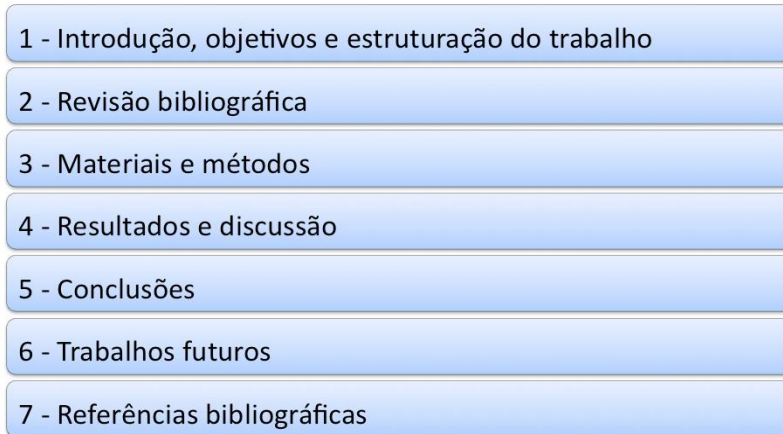 1 - Introdução, objetivos e estruturação do trabalho
2 - Revisão bibliográfica
3 - Materiais e métodos
4 - Resultados e discussão
5 - Conclusões
6 - Trabalhos futuros
7 - Referências bibliográficas